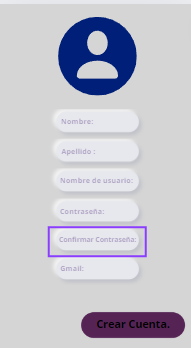 Nombre:
Apellido :
Nombre de usuario:
Contraseña:
Confirmar Contraseña:
Gmail:
Crear Cuenta.